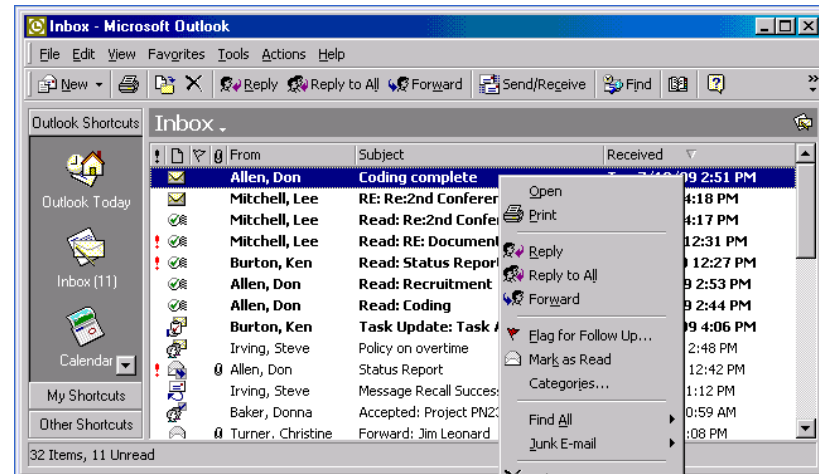 Inbox - Microsoft Outlook
File Edit View Favorites Tools Actions Help
New Reply Reply to All Forward Send/Receive Find
Outlook Shortcuts Inbox
! From Subject Received
Allen, Don Coding complete 2:51 PM
Mitchell, Lee RE: Re:2nd Confer 4:18 PM
Mitchell, Lee Read: Re:2nd Confe 4:17 PM
Mitchell, Lee Read: RE: Document 12:31 PM
Burton, Ken Read: Status Report 12:27 PM
Allen, Don Read: Recruitment 9 2:53 PM
Allen, Don Read: Coding 9 2:44 PM
Burton, Ken Task Update: Task 99 4:06 PM
Irving, Steve Policy on overtime 2:48 PM
Allen, Don Status Report 12:42 PM
Irving, Steve Message Recall Succes 1:12 PM
Baker, Donna Accepted: Project PN23 0:59 AM
Turner, Christine Forward: Jim Leonard :08 PM
Outlook Today
Inbox (11)
Calendar
My Shortcuts
Other Shortcuts
Open
Print
Reply
Reply to All
Forward
Flag for Follow Up...
Mark as Read
Categories...
Find All
Junk E-mail
32 Items, 11 Unread